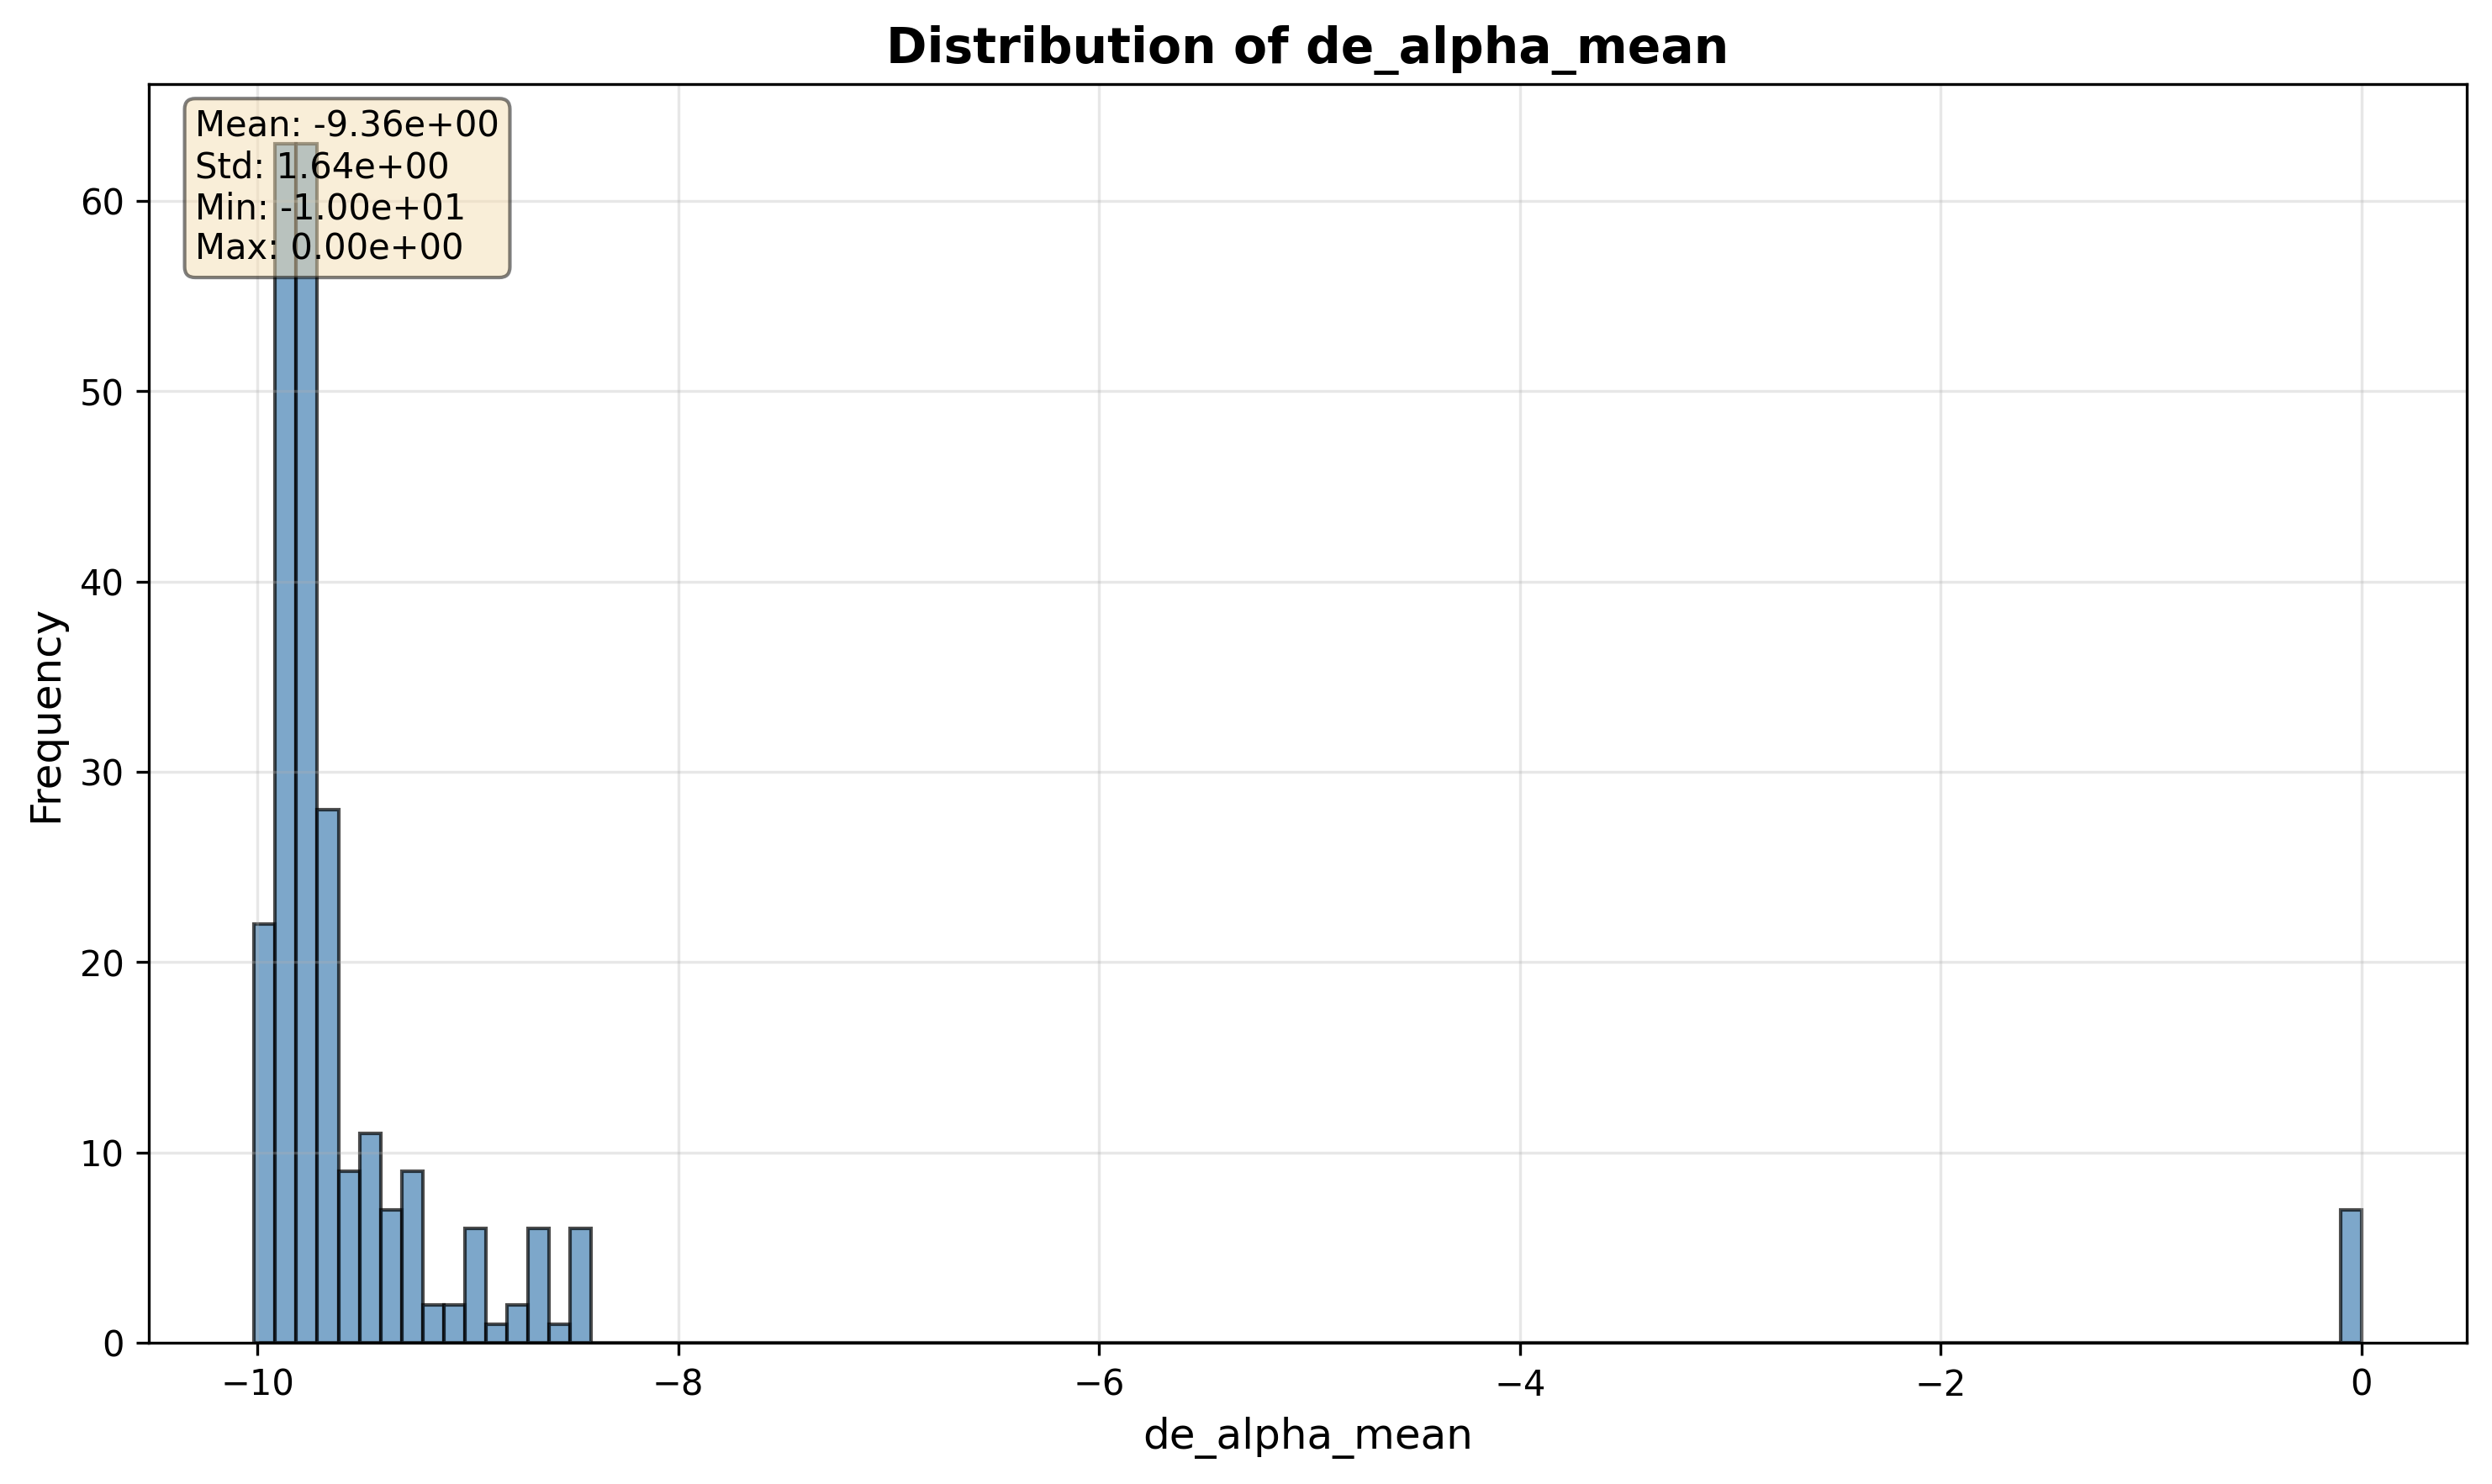 Distribution of de_alpha_mean
Mean: -9.36e+00
Std: 1.64e+00
Min: -1.00e+01
Max: 0.00e+00
60
50
40
30
20
10
0
Frequency
−10
−8
−6
−4
−2
0
de_alpha_mean